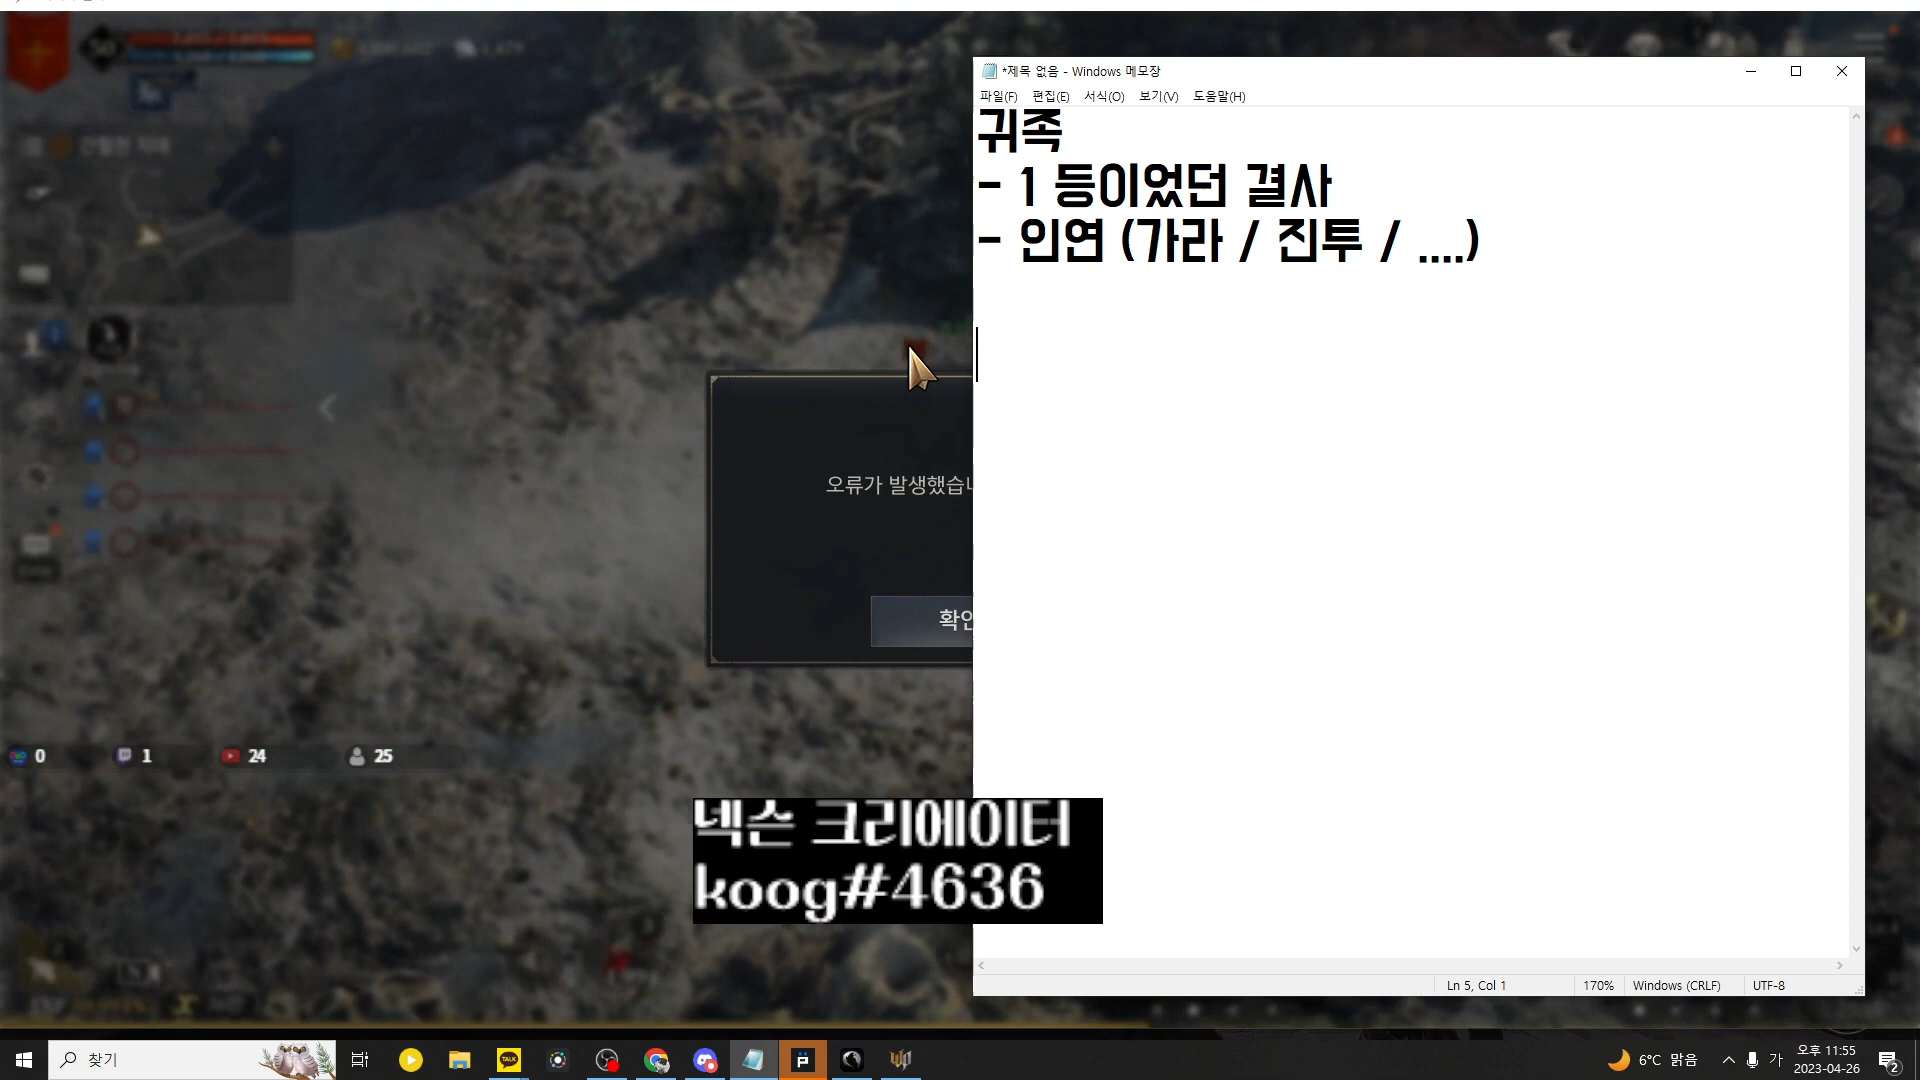 *제목 없음 - Windows 메모장
파일(F) 편집(E) 서식(O) 보기(V) 도움말(H)
귀족
- 1 등이었던 결사
- 인연 (가라 / 진투 / ....)
오류가 발생했습니
확인
0 1 24 25
넥슨 크리에이터
koog#4636
Ln 5, Col 1 170% Windows (CRLF) UTF-8
찾기
TALK
6°C 맑음
가
오후 11:55
2023-04-26
2